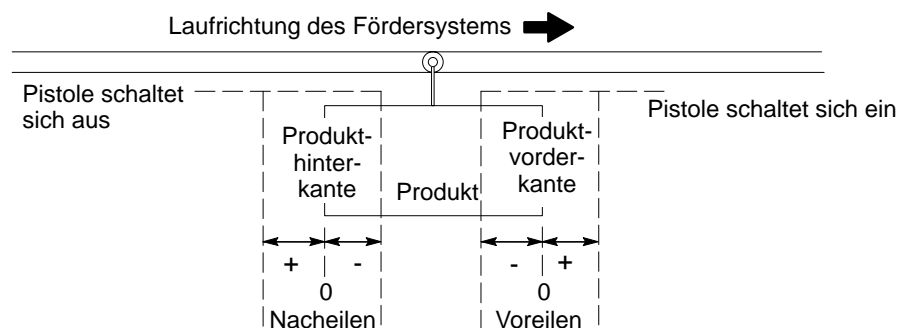 Laufrichtung des Fördersystems
Pistole schaltet
sich aus
Pistole schaltet sich ein
Produkt-
hinter-
kante
Produkt-
vorder-
kante
Produkt
+ - - +
0 0
Nacheilen Voreilen